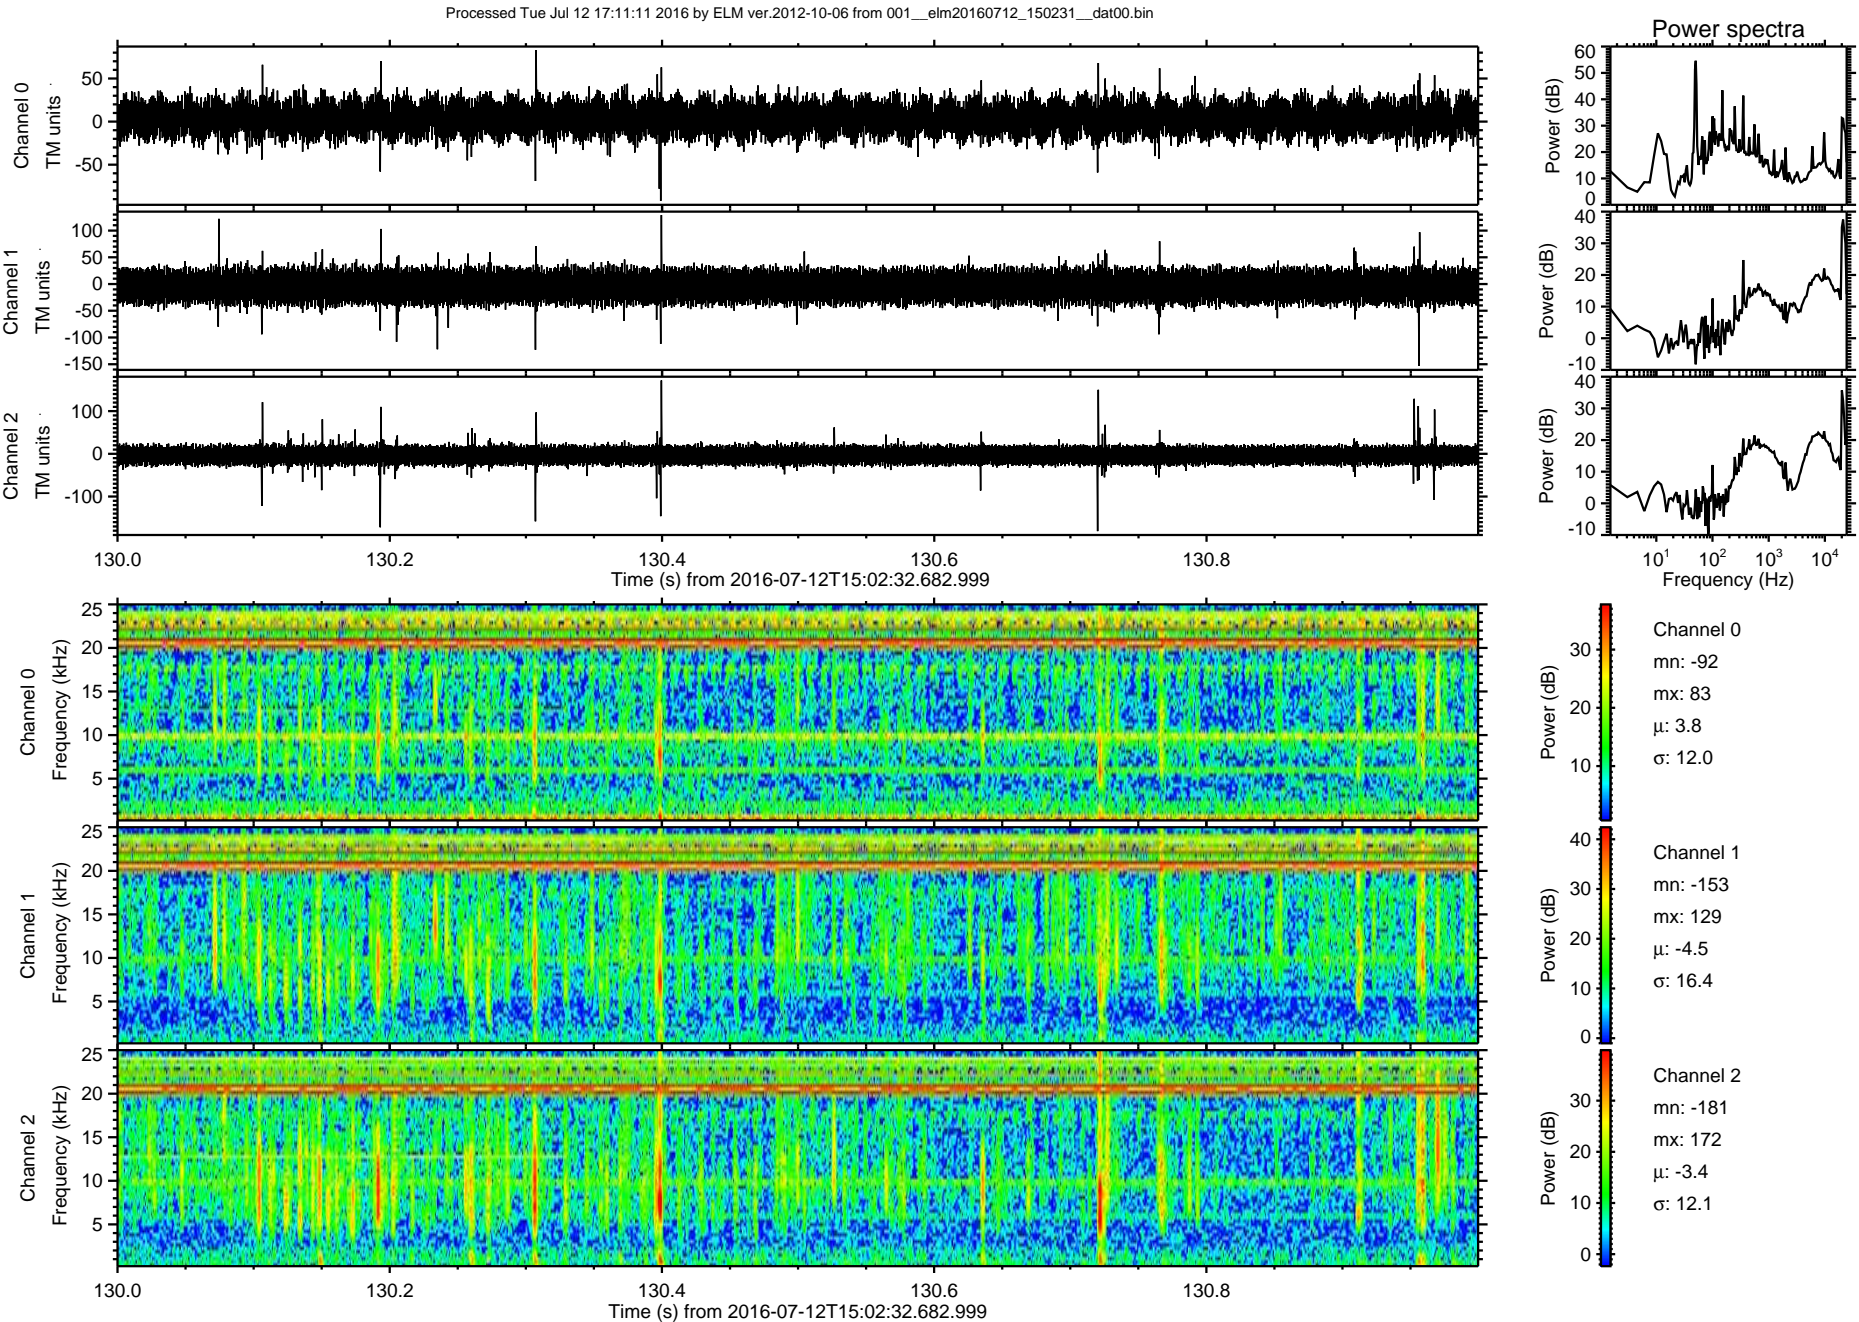 Processed Tue Jul 12 17:11:11 2016 by ELM ver.2012-10-06 from 001__elm20160712_150231__dat00.bin
Power spectra
Channel 0
TM units
50
0
-50
Power (dB)
60
50
40
30
20
10
0
Channel 1
TM units
100
50
0
-50
-100
-150
Power (dB)
40
30
20
10
0
-10
Channel 2
TM units
100
0
-100
Power (dB)
40
30
20
10
0
-10
130.0 130.2 130.4 130.6 130.8
Time (s) from 2016-07-12T15:02:32.682.999
10^1 10^2 10^3 10^4
Frequency (Hz)
Channel 0
Frequency (kHz)
25
20
15
10
5
Power (dB)
30
20
10
Channel 0
mn: -92
mx: 83
μ: 3.8
σ: 12.0
Channel 1
Frequency (kHz)
25
20
15
10
5
Power (dB)
40
30
20
10
0
Channel 1
mn: -153
mx: 129
μ: -4.5
σ: 16.4
Channel 2
Frequency (kHz)
25
20
15
10
5
Power (dB)
30
20
10
0
Channel 2
mn: -181
mx: 172
μ: -3.4
σ: 12.1
130.0 130.2 130.4 130.6 130.8
Time (s) from 2016-07-12T15:02:32.682.999